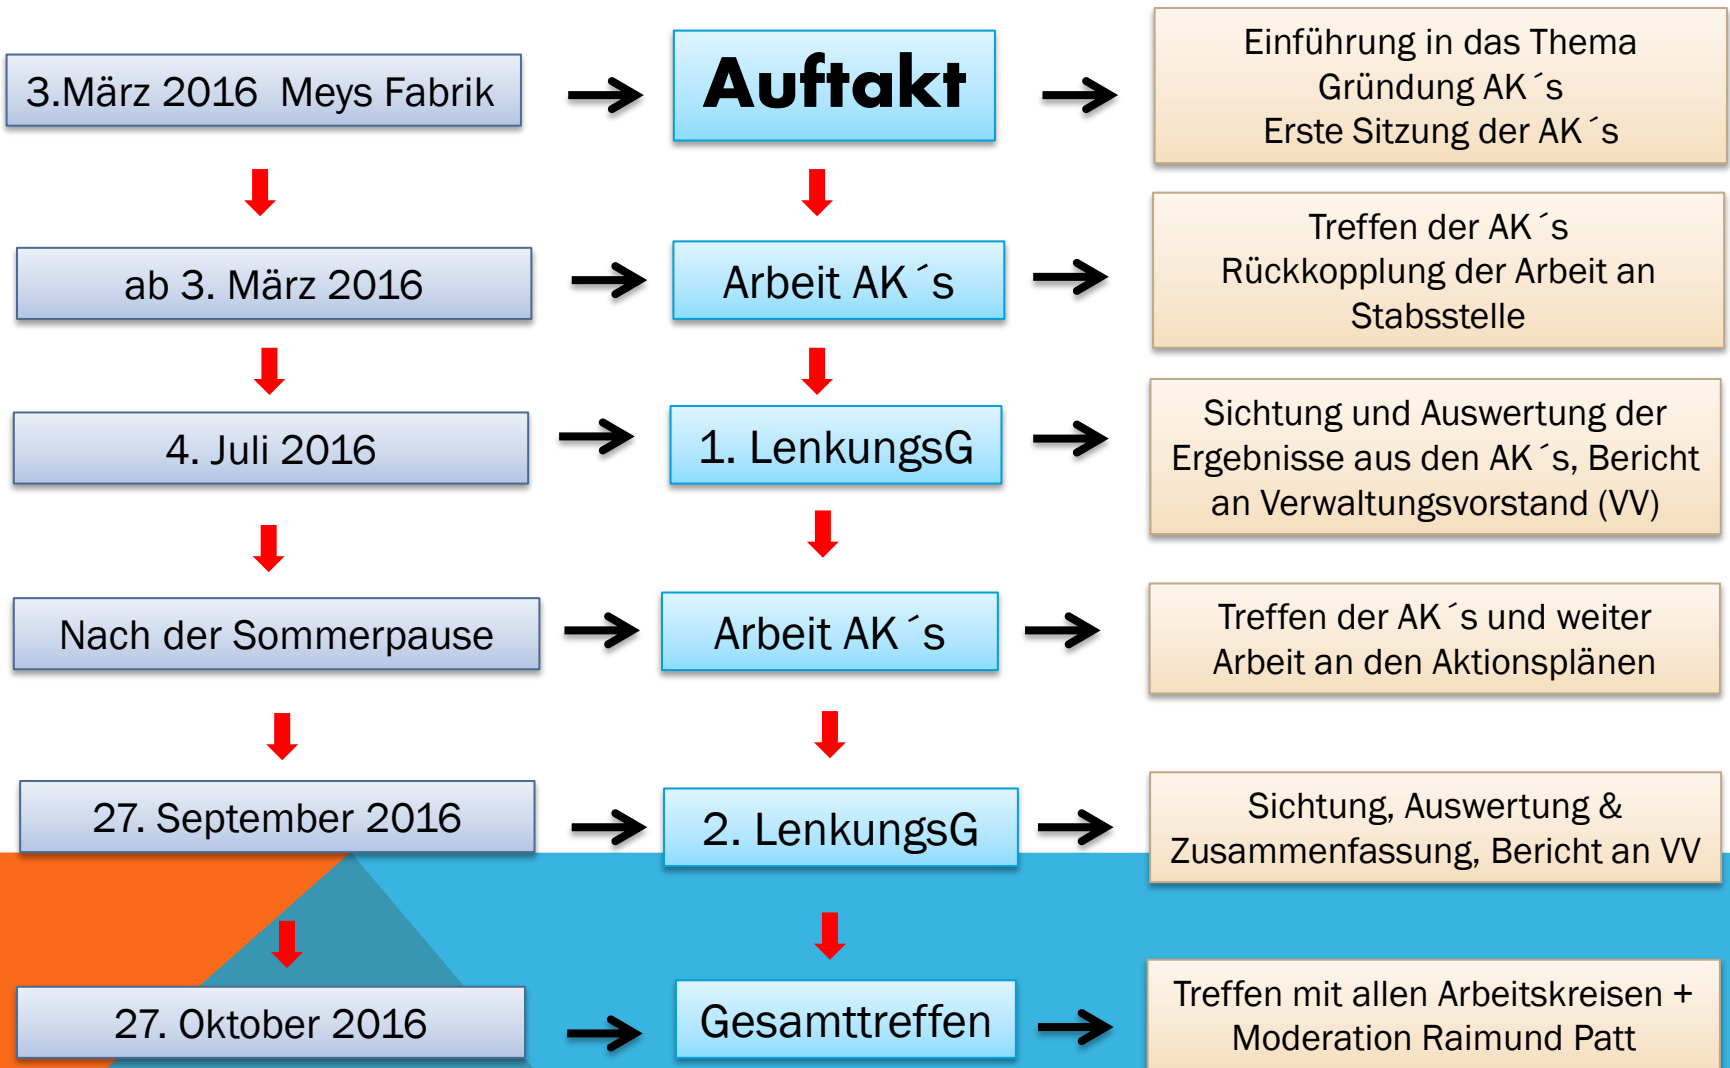 3.März 2016 Meys Fabrik
Auftakt
Einführung in das Thema
Gründung AK´s
Erste Sitzung der AK´s
ab 3. März 2016
Arbeit AK´s
Treffen der AK´s
Rückkopplung der Arbeit an
Stabsstelle
4. Juli 2016
1. LenkungsG
Sichtung und Auswertung der
Ergebnisse aus den AK´s, Bericht
an Verwaltungsvorstand (VV)
Nach der Sommerpause
Arbeit AK´s
Treffen der AK´s und weiter
Arbeit an den Aktionsplänen
27. September 2016
2. LenkungsG
Sichtung, Auswertung &
Zusammenfassung, Bericht an VV
27. Oktober 2016
Gesamttreffen
Treffen mit allen Arbeitskreisen +
Moderation Raimund Patt